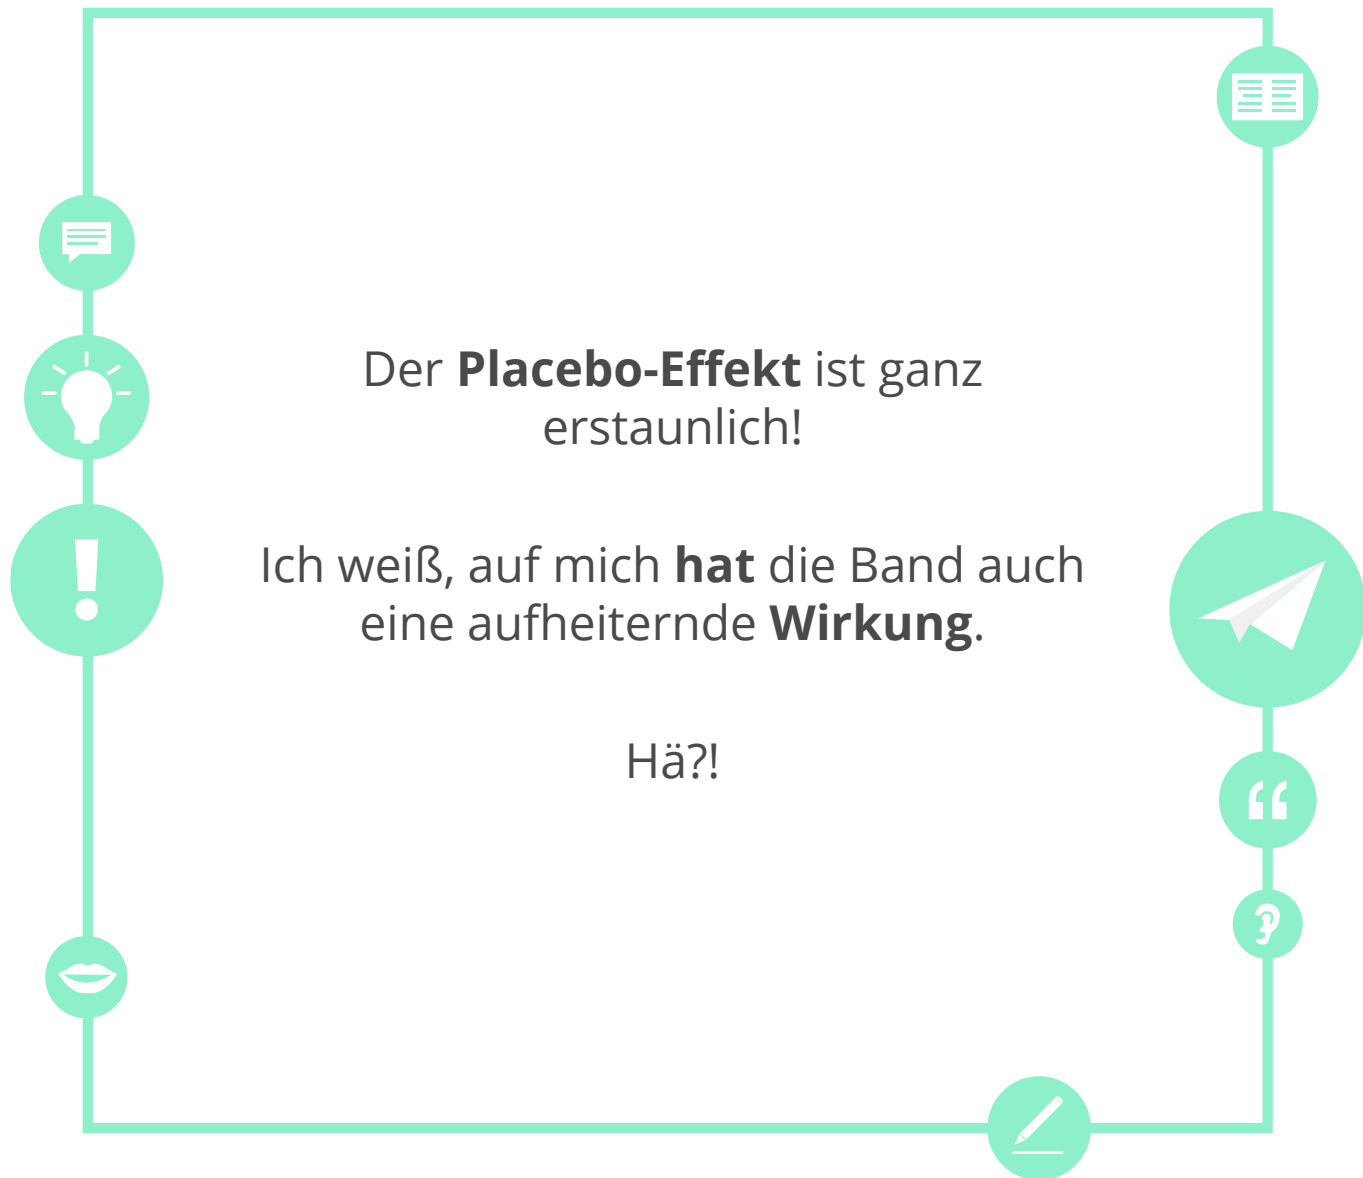 Der Placebo-Effekt ist ganz
erstaunlich!
Ich weiß, auf mich hat die Band auch
eine aufheiternde Wirkung.
Hä?!